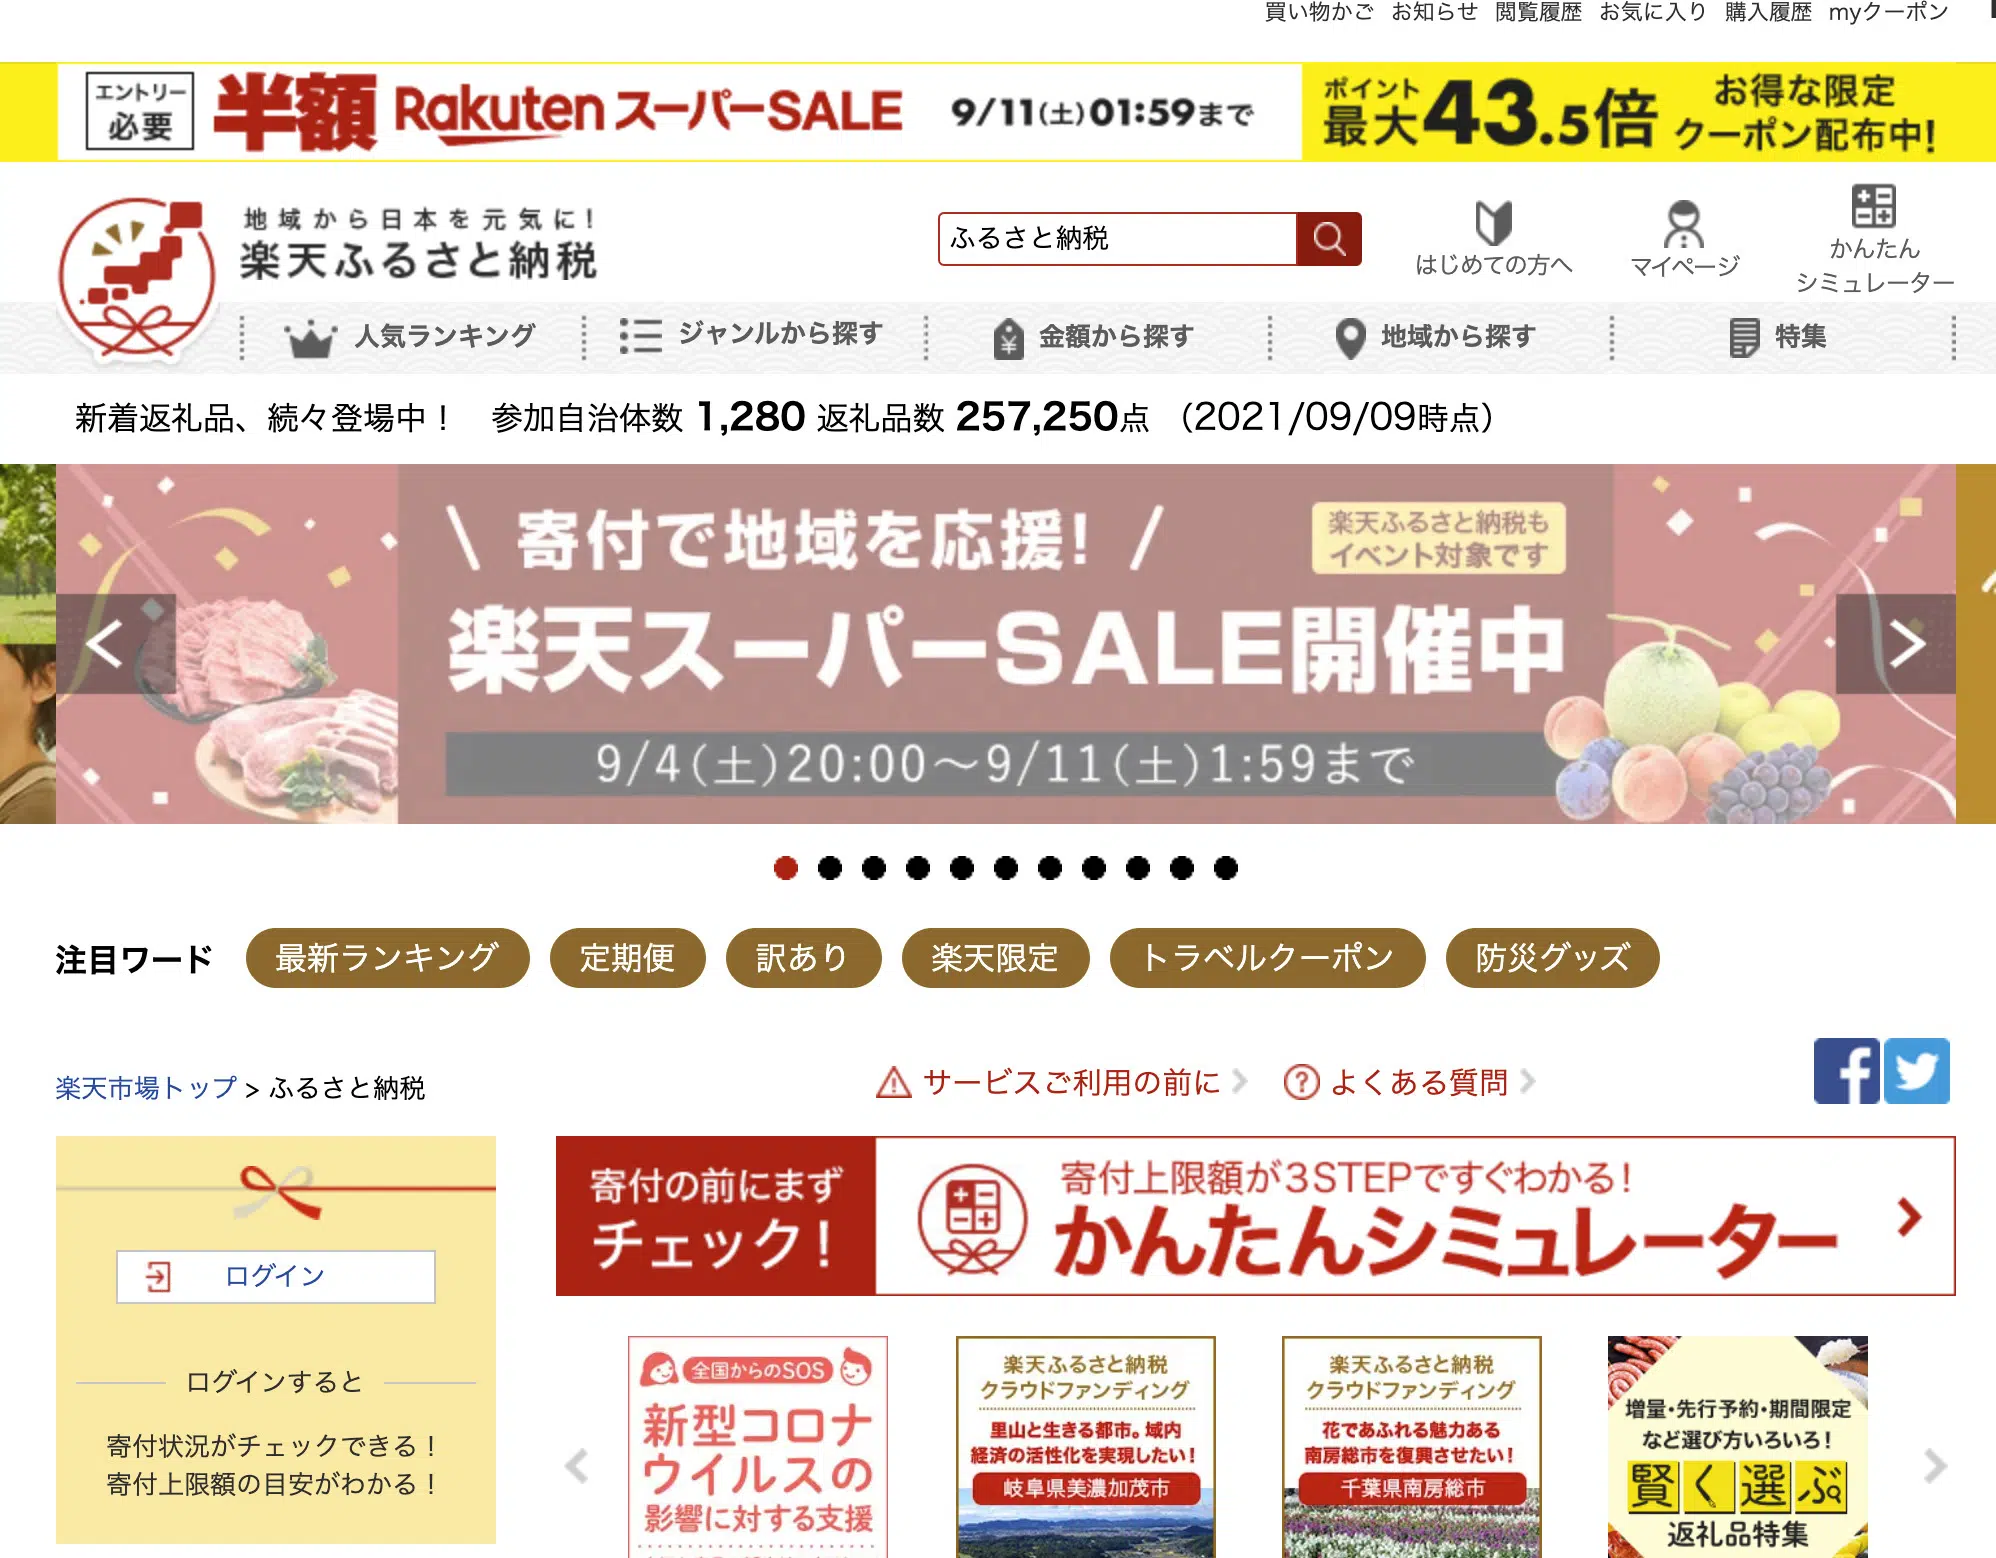 買い物かご お知らせ 閲覧履歴 お気に入り 購入履歴 myクーポン
エントリー
必要
半額 Rakuten スーパーSALE 9/11(土)01:59まで
ポイント
最大43.5倍
お得な限定
クーポン配布中!
地域から日本を元気に!
楽天ふるさと納税
ふるさと納税
はじめての方へ
マイページ
かんたん
シミュレーター
人気ランキング
ジャンルから探す
金額から探す
地域から探す
特集
新着返礼品、続々登場中！ 参加自治体数 1,280 返礼品数 257,250点 （2021/09/09時点）
\ 寄付で地域を応援! /
楽天ふるさと納税も
イベント対象です
楽天スーパーSALE開催中
9/4(土)20:00〜9/11(土)1:59まで
注目ワード
最新ランキング
定期便
訳あり
楽天限定
トラベルクーポン
防災グッズ
楽天市場トップ > ふるさと納税
サービスご利用の前に
よくある質問
ログイン
ログインすると
寄付状況がチェックできる！
寄付上限額の目安がわかる！
寄付の前にまず
チェック!
寄付上限額が3STEPですぐわかる!
かんたんシミュレーター
全国からのSOS
新型コロナ
ウイルスの
影響に対する支援
楽天ふるさと納税
クラウドファンディング
里山と生きる都市。域内
経済の活性化を実現したい!
岐阜県美濃加茂市
楽天ふるさと納税
クラウドファンディング
花であふれる魅力ある
南房総市を復興させたい!
千葉県南房総市
増量・先行予約・期間限定
など選び方いろいろ!
賢く選ぶ
返礼品特集